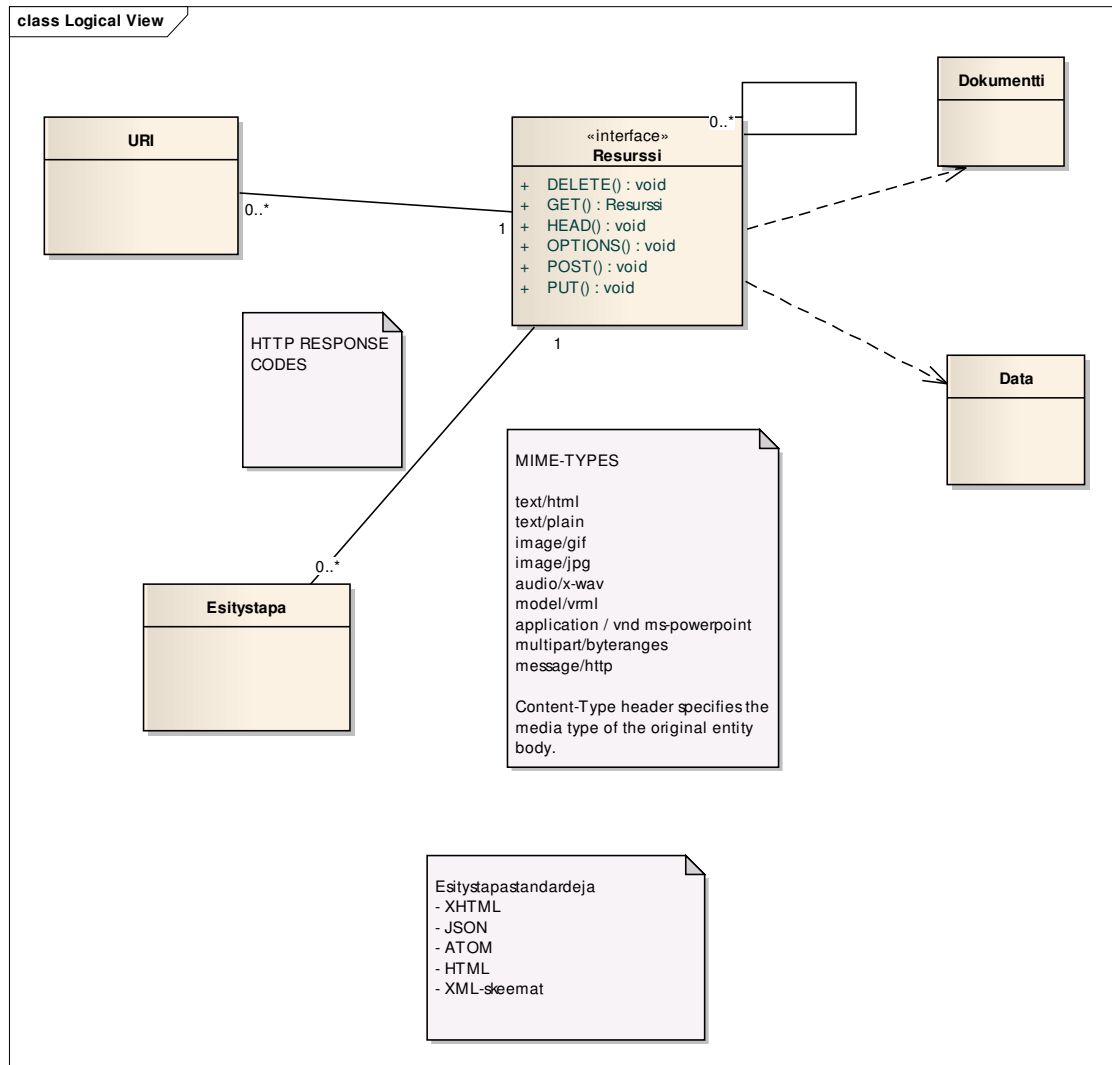 class Logical View
URI
0..*
1
«interface»
Resurssi
0..*
+ DELETE() : void
+ GET() : Resurssi
+ HEAD() : void
+ OPTIONS() : void
+ POST() : void
+ PUT() : void
1
Dokumentti
Data
HTTP RESPONSE
CODES
0..*
Esitystapa
MIME-TYPES
text/html
text/plain
image/gif
image/jpg
audio/x-wav
model/vrml
application / vnd ms-powerpoint
multipart/byteranges
message/http
Content-Type header specifies the
media type of the original entity
body.
Esitystapastandardeja
- XHTML
- JSON
- ATOM
- HTML
- XML-skeemat